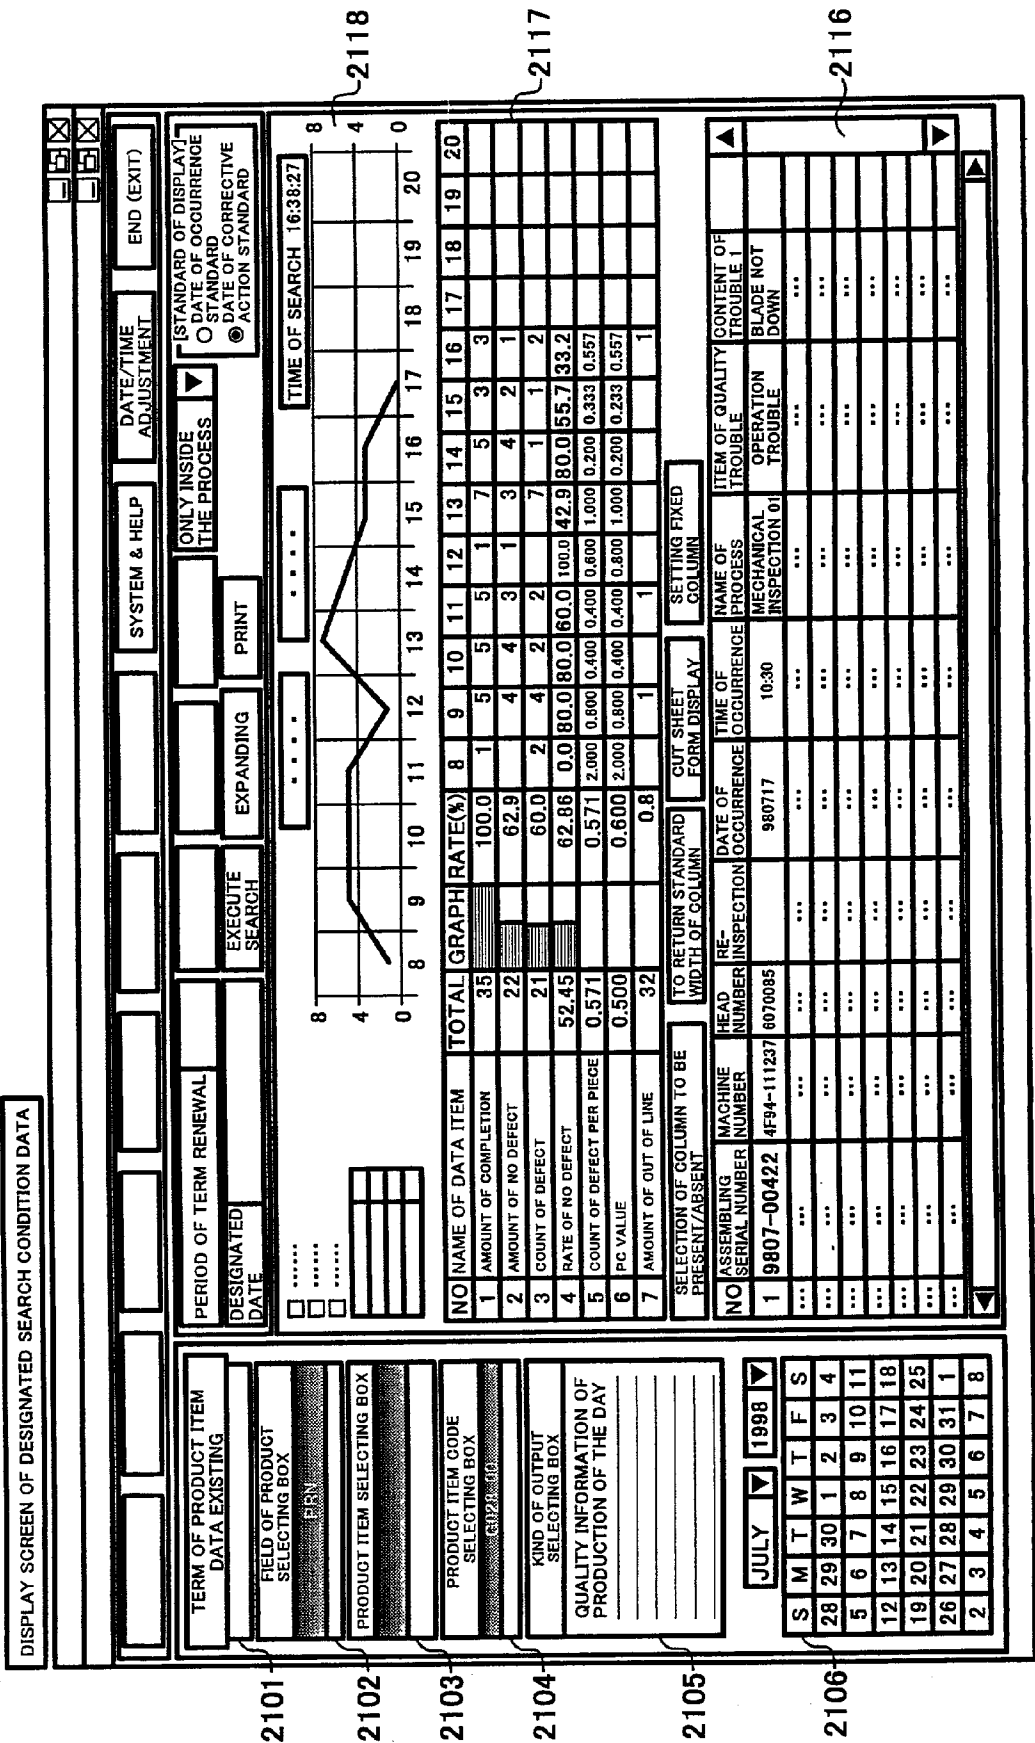 DISPLAY SCREEN OF DESIGNATED SEARCH CONDITION DATA
SYSTEM & HELP
DATE/TIME
ADJUSTMENT
END (EXIT)
TERM OF PRODUCT ITEM
DATA EXISTING
2101
FIELD OF PRODUCT
SELECTING BOX
PRN
2102
PRODUCT ITEM SELECTING BOX
2103
PRODUCT ITEM CODE
SELECTING BOX
2104
KIND OF OUTPUT
SELECTING BOX
QUALITY INFORMATION OF
PRODUCTION OF THE DAY
2105
JULY ▼ 1998 ▼
S M T W T F S
28 29 30 1 2 3 4
5 6 7 8 9 10 11
12 13 14 15 16 17 18
19 20 21 22 23 24 25
26 27 28 29 30 31 1
2 3 4 5 6 7 8
2106
PERIOD OF TERM RENEWAL
ONLY INSIDE
THE PROCESS
▼
DESIGNATED
DATE
EXECUTE
SEARCH
EXPANDING
PRINT
[STANDARD OF DISPLAY]
○ DATE OF OCCURRENCE
STANDARD
◉ DATE OF CORRECTIVE
ACTION STANDARD
□ ......
□ ......
□ ......
....
....
TIME OF SEARCH 16:38:27
8 8
4 4
0 0
8 9 10 11 12 13 14 15 16 17 18 19 20
2118
NO NAME OF DATA ITEM TOTAL GRAPH RATE(%) 8 9 10 11 12 13 14 15 16 17 18 19 20
1 AMOUNT OF COMPLETION 35 100.0 1 5 5 5 1 7 5 3 3
2 AMOUNT OF NO DEFECT 22 62.9 4 4 3 1 3 4 2 1
3 COUNT OF DEFECT 21 60.0 2 4 2 2 7 1 1 2
4 RATE OF NO DEFECT 52.45 62.86 0.0 80.0 80.0 60.0 100.0 42.9 80.0 55.7 33.2
5 COUNT OF DEFECT PER PIECE 0.571 0.571 2.000 0.800 0.400 0.400 0.600 1.000 0.200 0.333 0.557
6 PC VALUE 0.500 0.600 2.000 0.800 0.400 0.400 0.800 1.000 0.200 0.233 0.557
7 AMOUNT OF OUT OF LINE 32 0.8 1 1 1
2117
SELECTION OF COLUMN TO BE
PRESENT/ABSENT
TO RETURN STANDARD
WIDTH OF COLUMN
CUT SHEET
FORM DISPLAY
SETTING FIXED
COLUMN
NO ASSEMBLING
SERIAL NUMBER
MACHINE
NUMBER
HEAD
NUMBER
RE-
INSPECTION
DATE OF
OCCURRENCE
TIME OF
OCCURRENCE
NAME OF
PROCESS
ITEM OF QUALITY
TROUBLE
CONTENT OF
TROUBLE 1
1 9807-00422 4F94-111237 6070085 980717 10:30 MECHANICAL
INSPECTION 01
OPERATION
TROUBLE
BLADE NOT
DOWN
... ... ... ... ... ... ... ... ... ...
... ... ... ... ... ... ... ... ... ...
... ... ... ... ... ... ... ... ... ...
... ... ... ... ... ... ... ... ... ...
... ... ... ... ... ... ... ... ... ...
... ... ... ... ... ... ... ... ... ...
2116